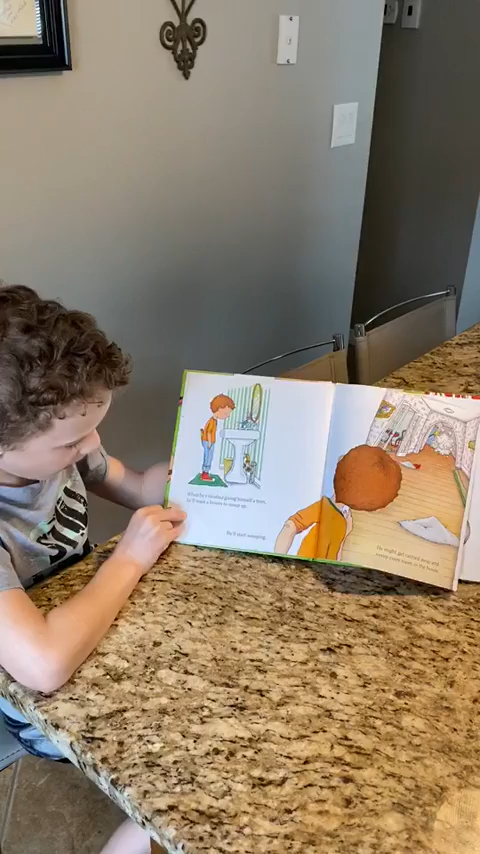 When he's finished giving himself a trim,
he'll want a broom to sweep up.
He'll start sweeping.
He might get carried away and
sweep every room in the house.